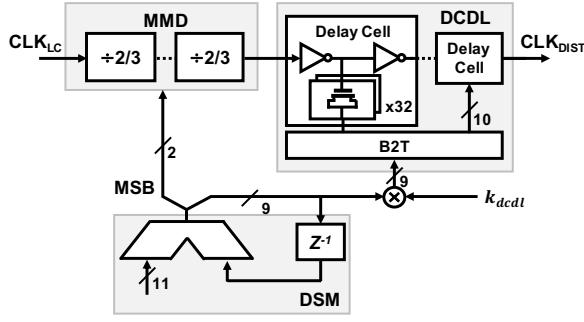 MMD
DCDL
CLK_LC
÷2/3
÷2/3
Delay Cell
x32
Delay
Cell
CLK_DIST
10
B2T
2
9
MSB
9
k_dcdl
Z⁻¹
11
DSM